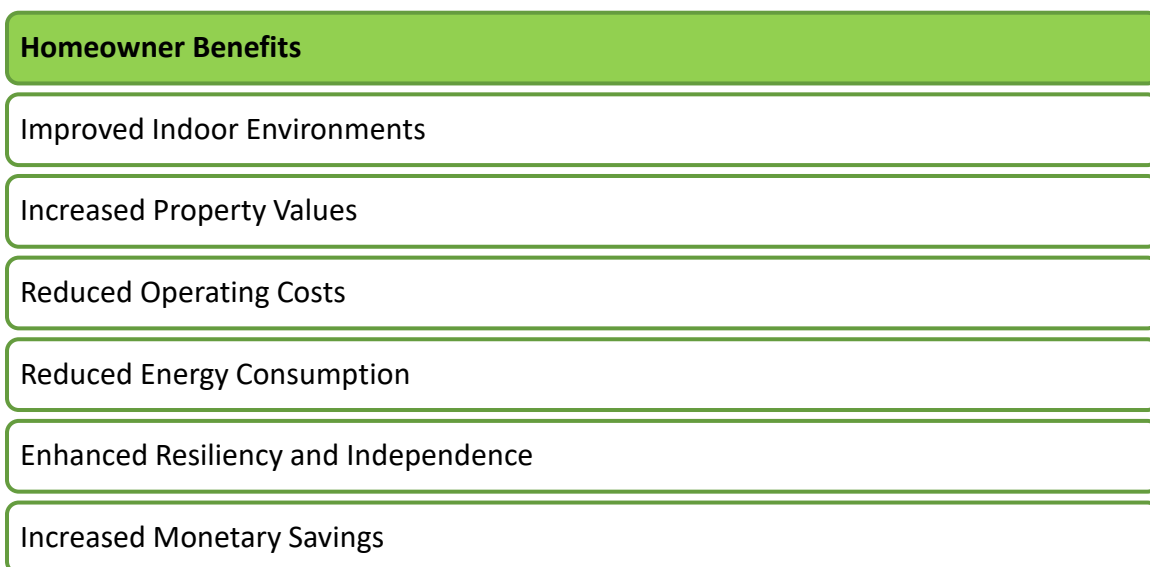 Homeowner Benefits
Improved Indoor Environments
Increased Property Values
Reduced Operating Costs
Reduced Energy Consumption
Enhanced Resiliency and Independence
Increased Monetary Savings